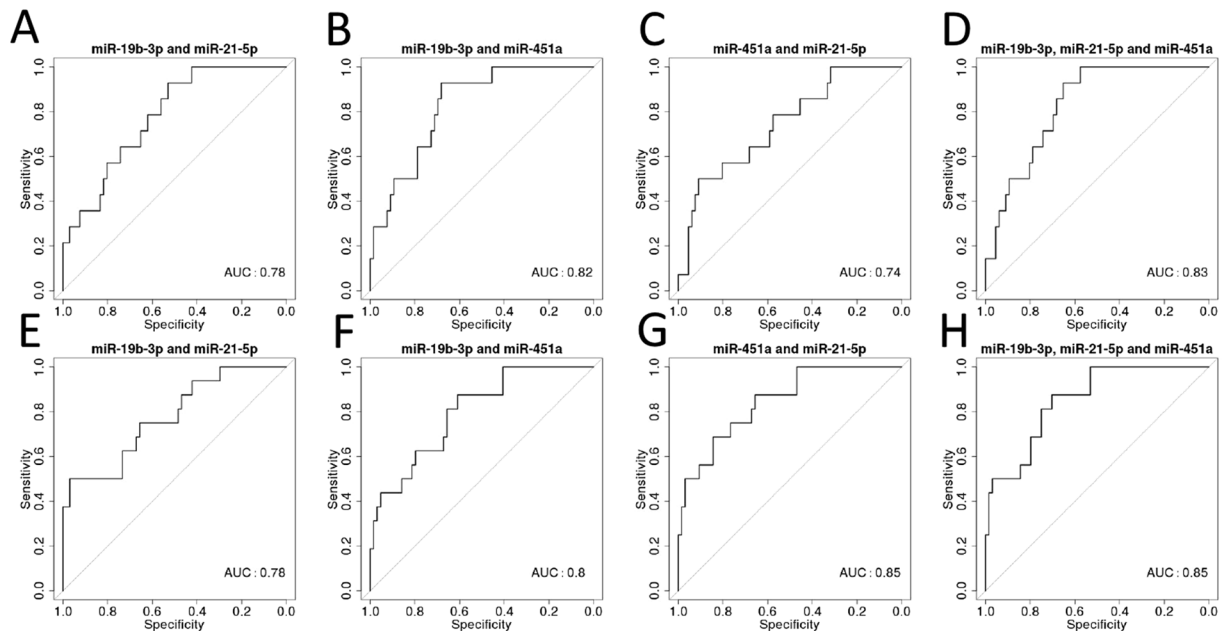 A
miR-19b-3p and miR-21-5p
Sensitivity
0.0 0.2 0.4 0.6 0.8 1.0
AUC : 0.78
1.0 0.8 0.6 0.4 0.2 0.0
Specificity
B
miR-19b-3p and miR-451a
Sensitivity
0.0 0.2 0.4 0.6 0.8 1.0
AUC : 0.82
1.0 0.8 0.6 0.4 0.2 0.0
Specificity
C
miR-451a and miR-21-5p
Sensitivity
0.0 0.2 0.4 0.6 0.8 1.0
AUC : 0.74
1.0 0.8 0.6 0.4 0.2 0.0
Specificity
D
miR-19b-3p, miR-21-5p and miR-451a
Sensitivity
0.0 0.2 0.4 0.6 0.8 1.0
AUC : 0.83
1.0 0.8 0.6 0.4 0.2 0.0
Specificity
E
miR-19b-3p and miR-21-5p
Sensitivity
0.0 0.2 0.4 0.6 0.8 1.0
AUC : 0.78
1.0 0.8 0.6 0.4 0.2 0.0
Specificity
F
miR-19b-3p and miR-451a
Sensitivity
0.0 0.2 0.4 0.6 0.8 1.0
AUC : 0.8
1.0 0.8 0.6 0.4 0.2 0.0
Specificity
G
miR-451a and miR-21-5p
Sensitivity
0.0 0.2 0.4 0.6 0.8 1.0
AUC : 0.85
1.0 0.8 0.6 0.4 0.2 0.0
Specificity
H
miR-19b-3p, miR-21-5p and miR-451a
Sensitivity
0.0 0.2 0.4 0.6 0.8 1.0
AUC : 0.85
1.0 0.8 0.6 0.4 0.2 0.0
Specificity